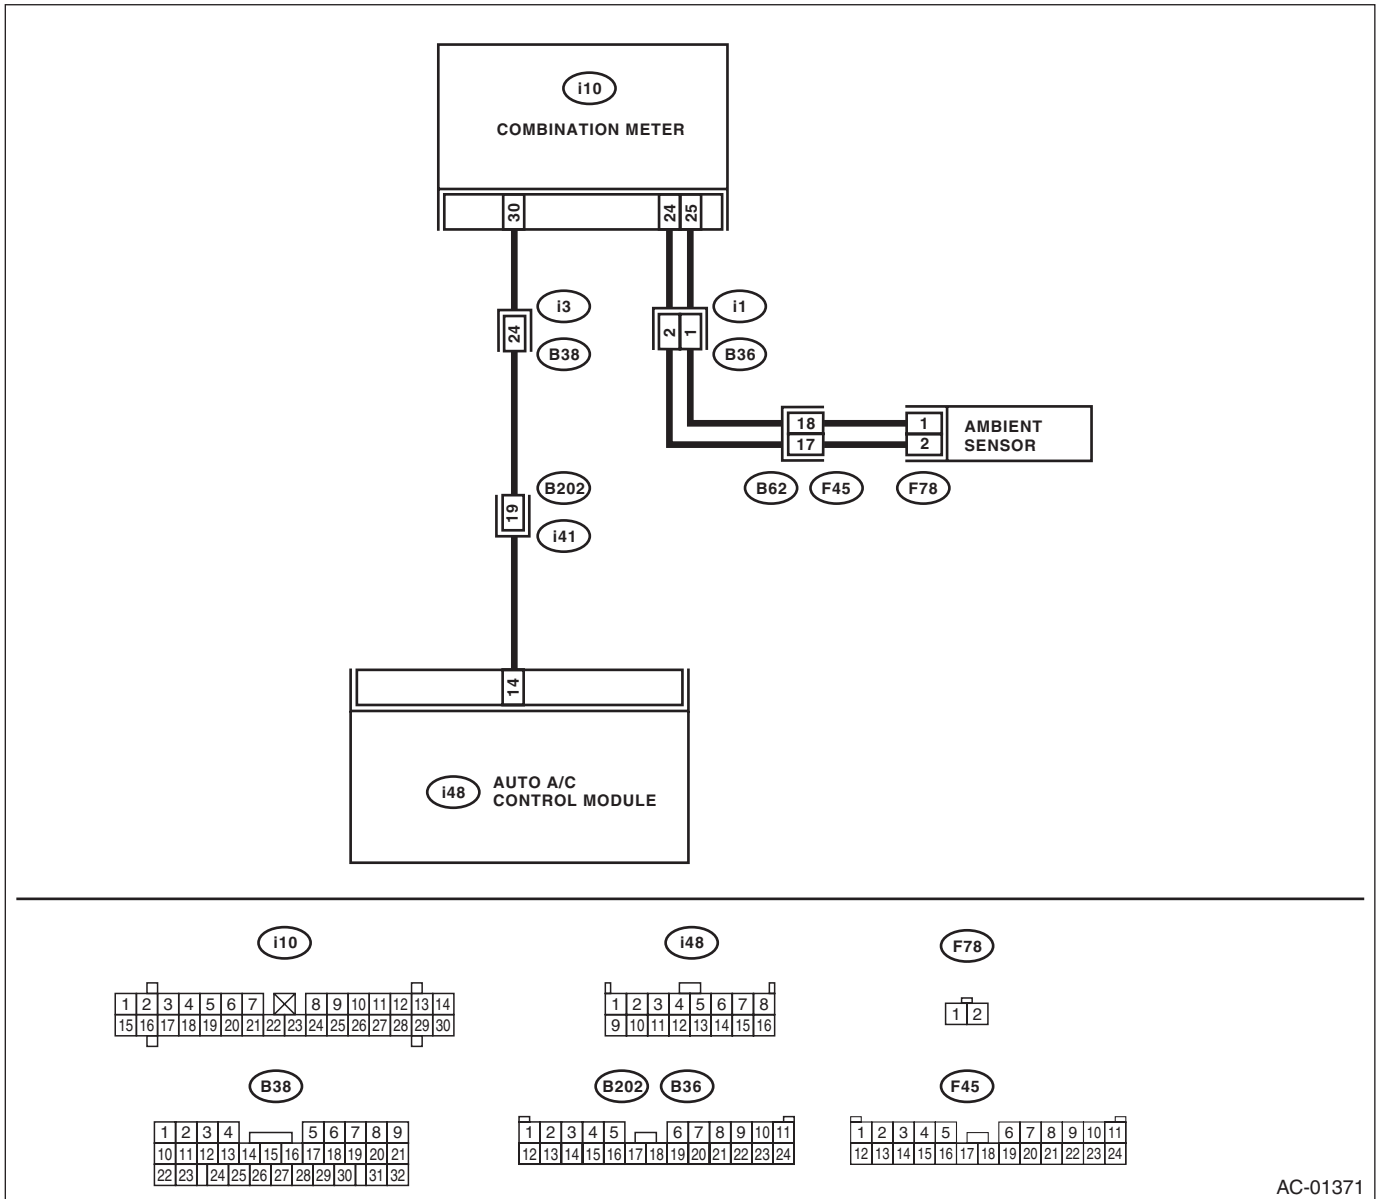 i10
COMBINATION METER
30 24 25
i3
24
B38
i1
2 1
B36
18
17
1
2
AMBIENT
SENSOR
B62 F45 F78
B202
19
i41
14
i48
AUTO A/C
CONTROL MODULE
i10
1 2 3 4 5 6 7 8 9 10 11 12 13 14
15 16 17 18 19 20 21 22 23 24 25 26 27 28 29 30
i48
1 2 3 4 5 6 7 8
9 10 11 12 13 14 15 16
F78
1 2
B38
1 2 3 4 5 6 7 8 9
10 11 12 13 14 15 16 17 18 19 20 21
22 23 24 25 26 27 28 29 30 31 32
B202 B36
1 2 3 4 5 6 7 8 9 10 11
12 13 14 15 16 17 18 19 20 21 22 23 24
F45
1 2 3 4 5 6 7 8 9 10 11
12 13 14 15 16 17 18 19 20 21 22 23 24
AC-01371